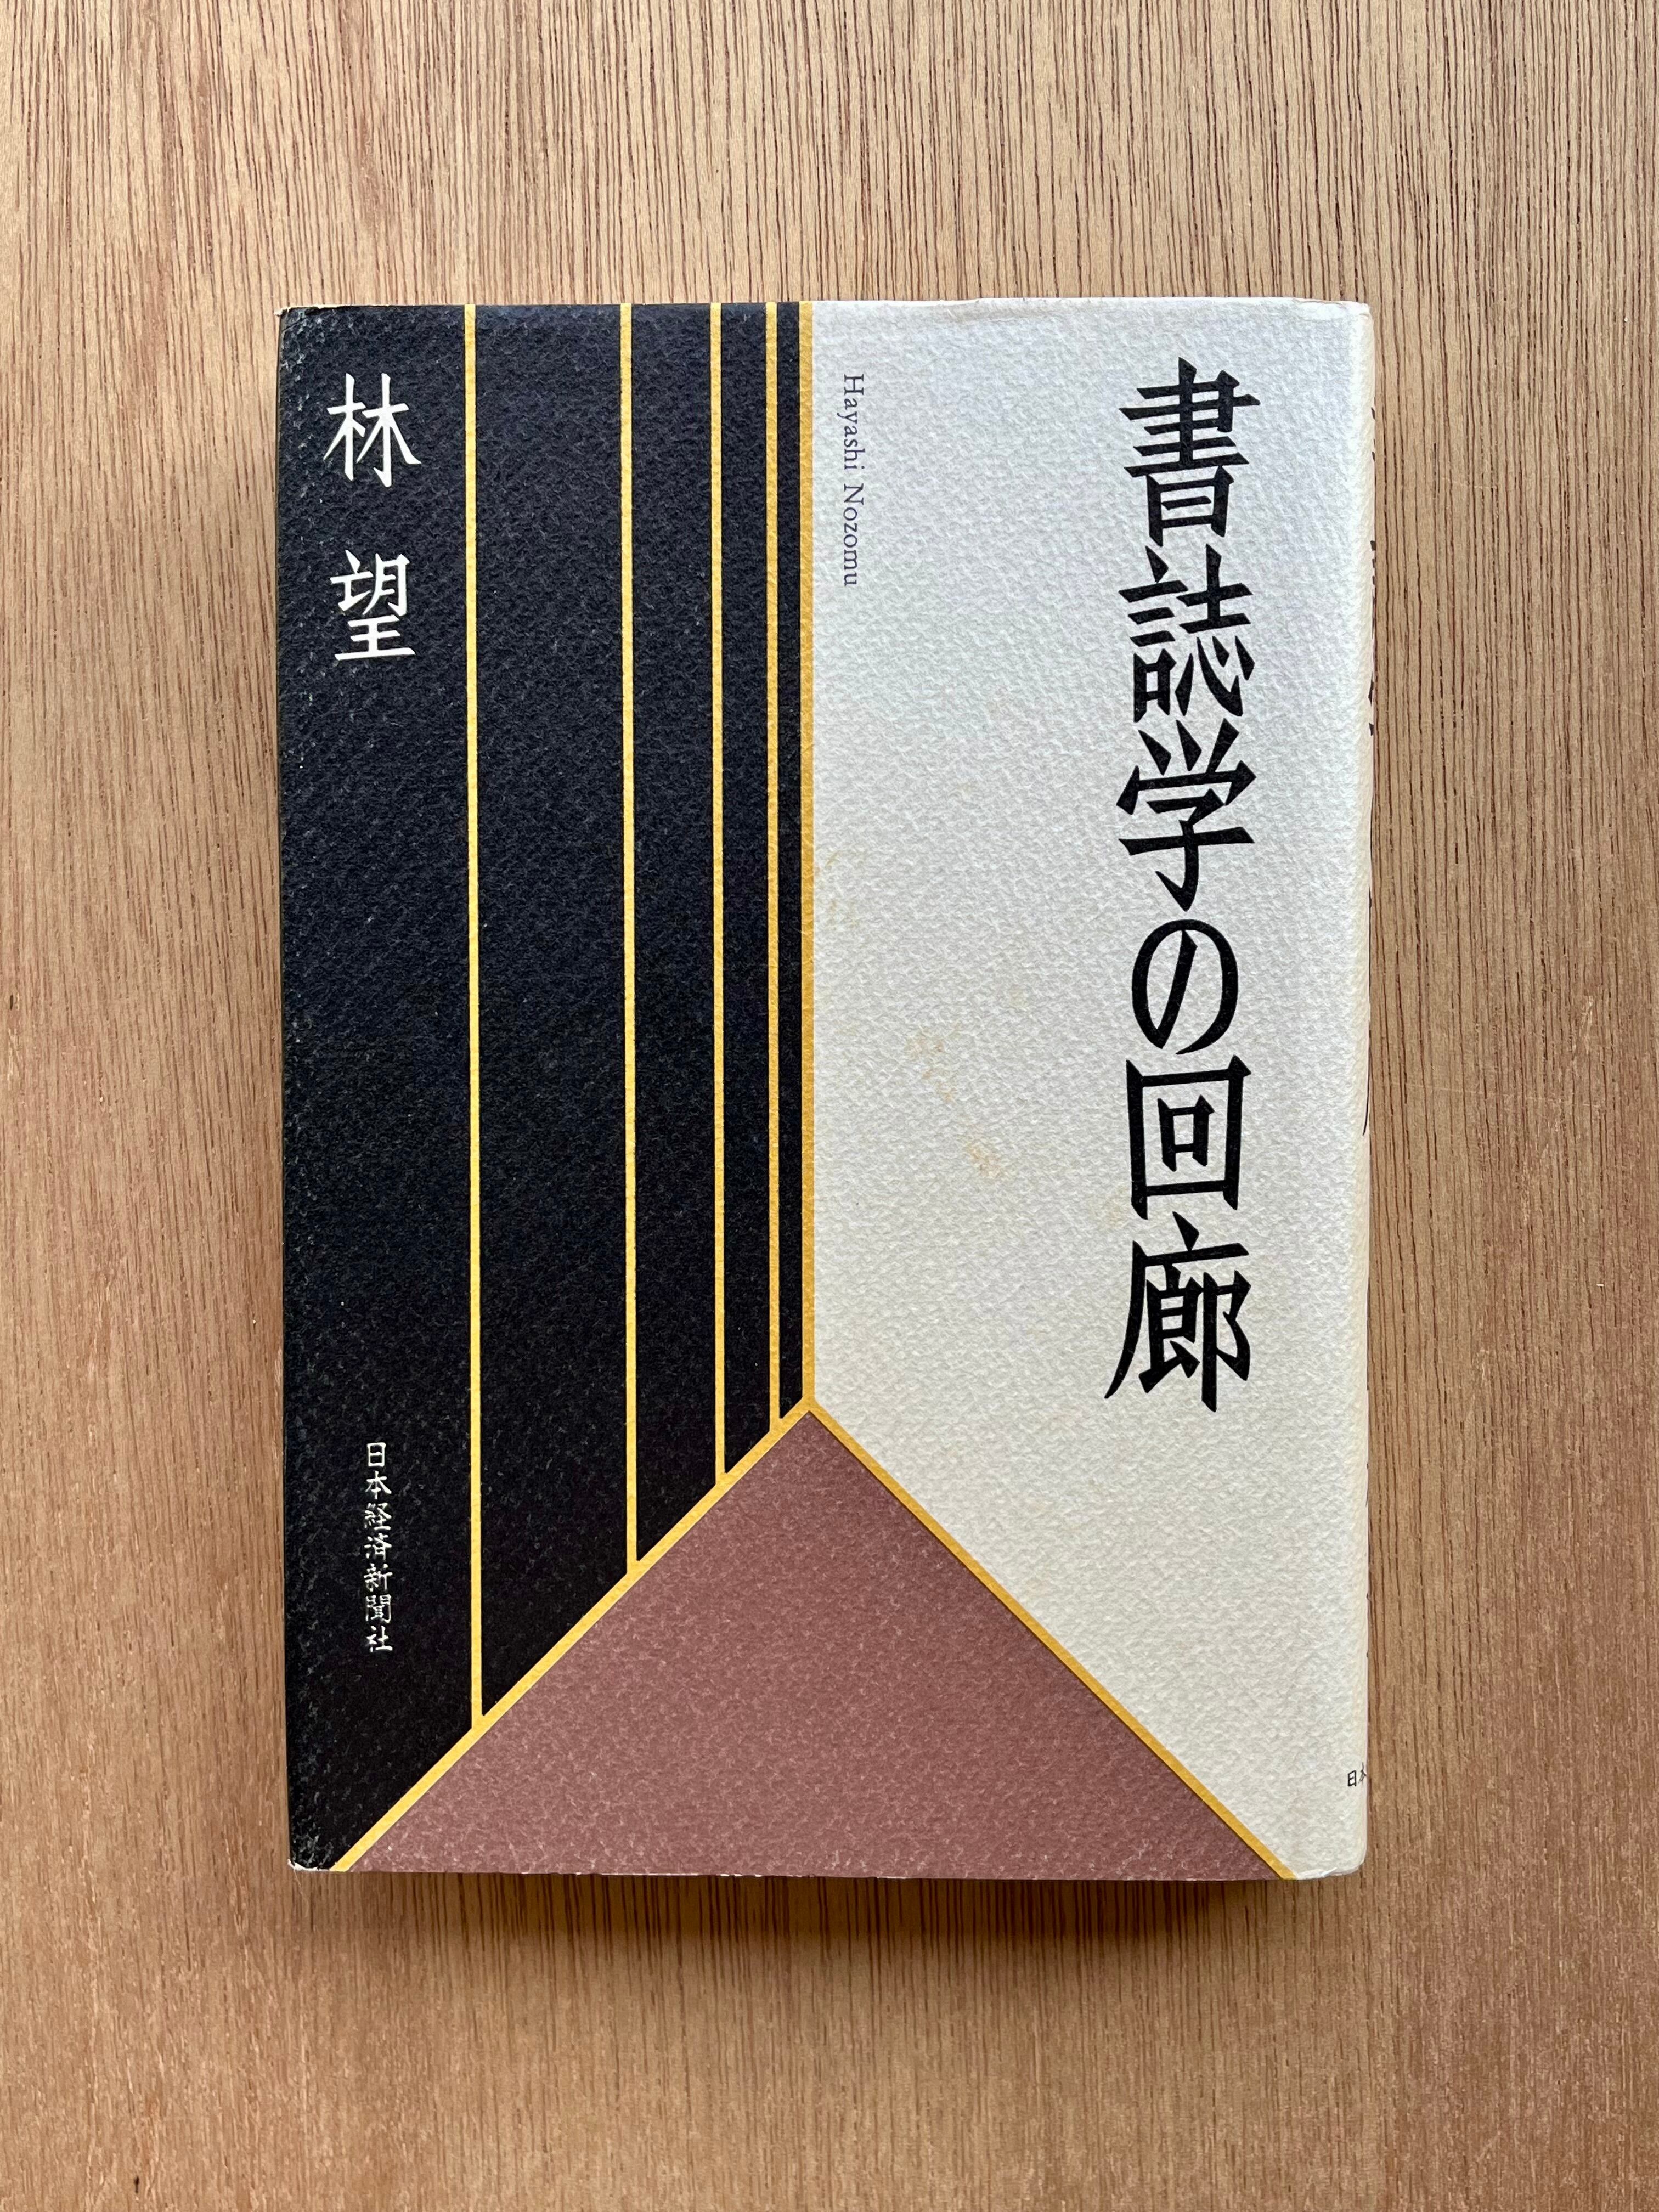 書誌学の回廊
Hayashi Nozomu
林望
日本経済新聞社